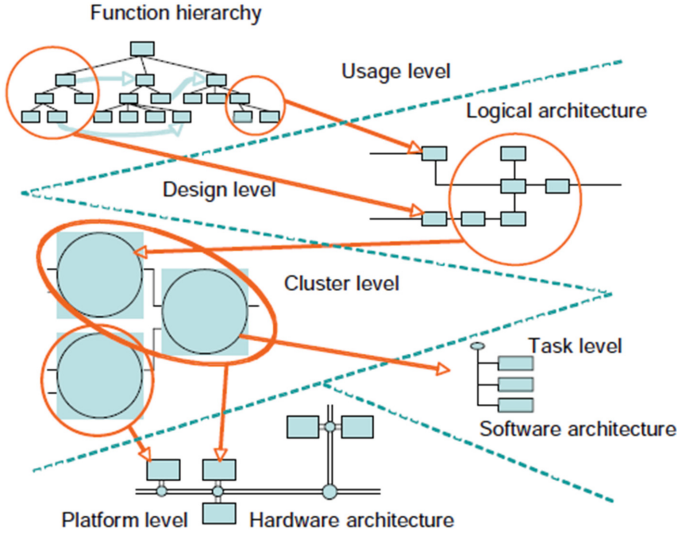 Function hierarchy
Usage level
Logical architecture
Design level
Cluster level
Task level
Software architecture
Platform level
Hardware architecture